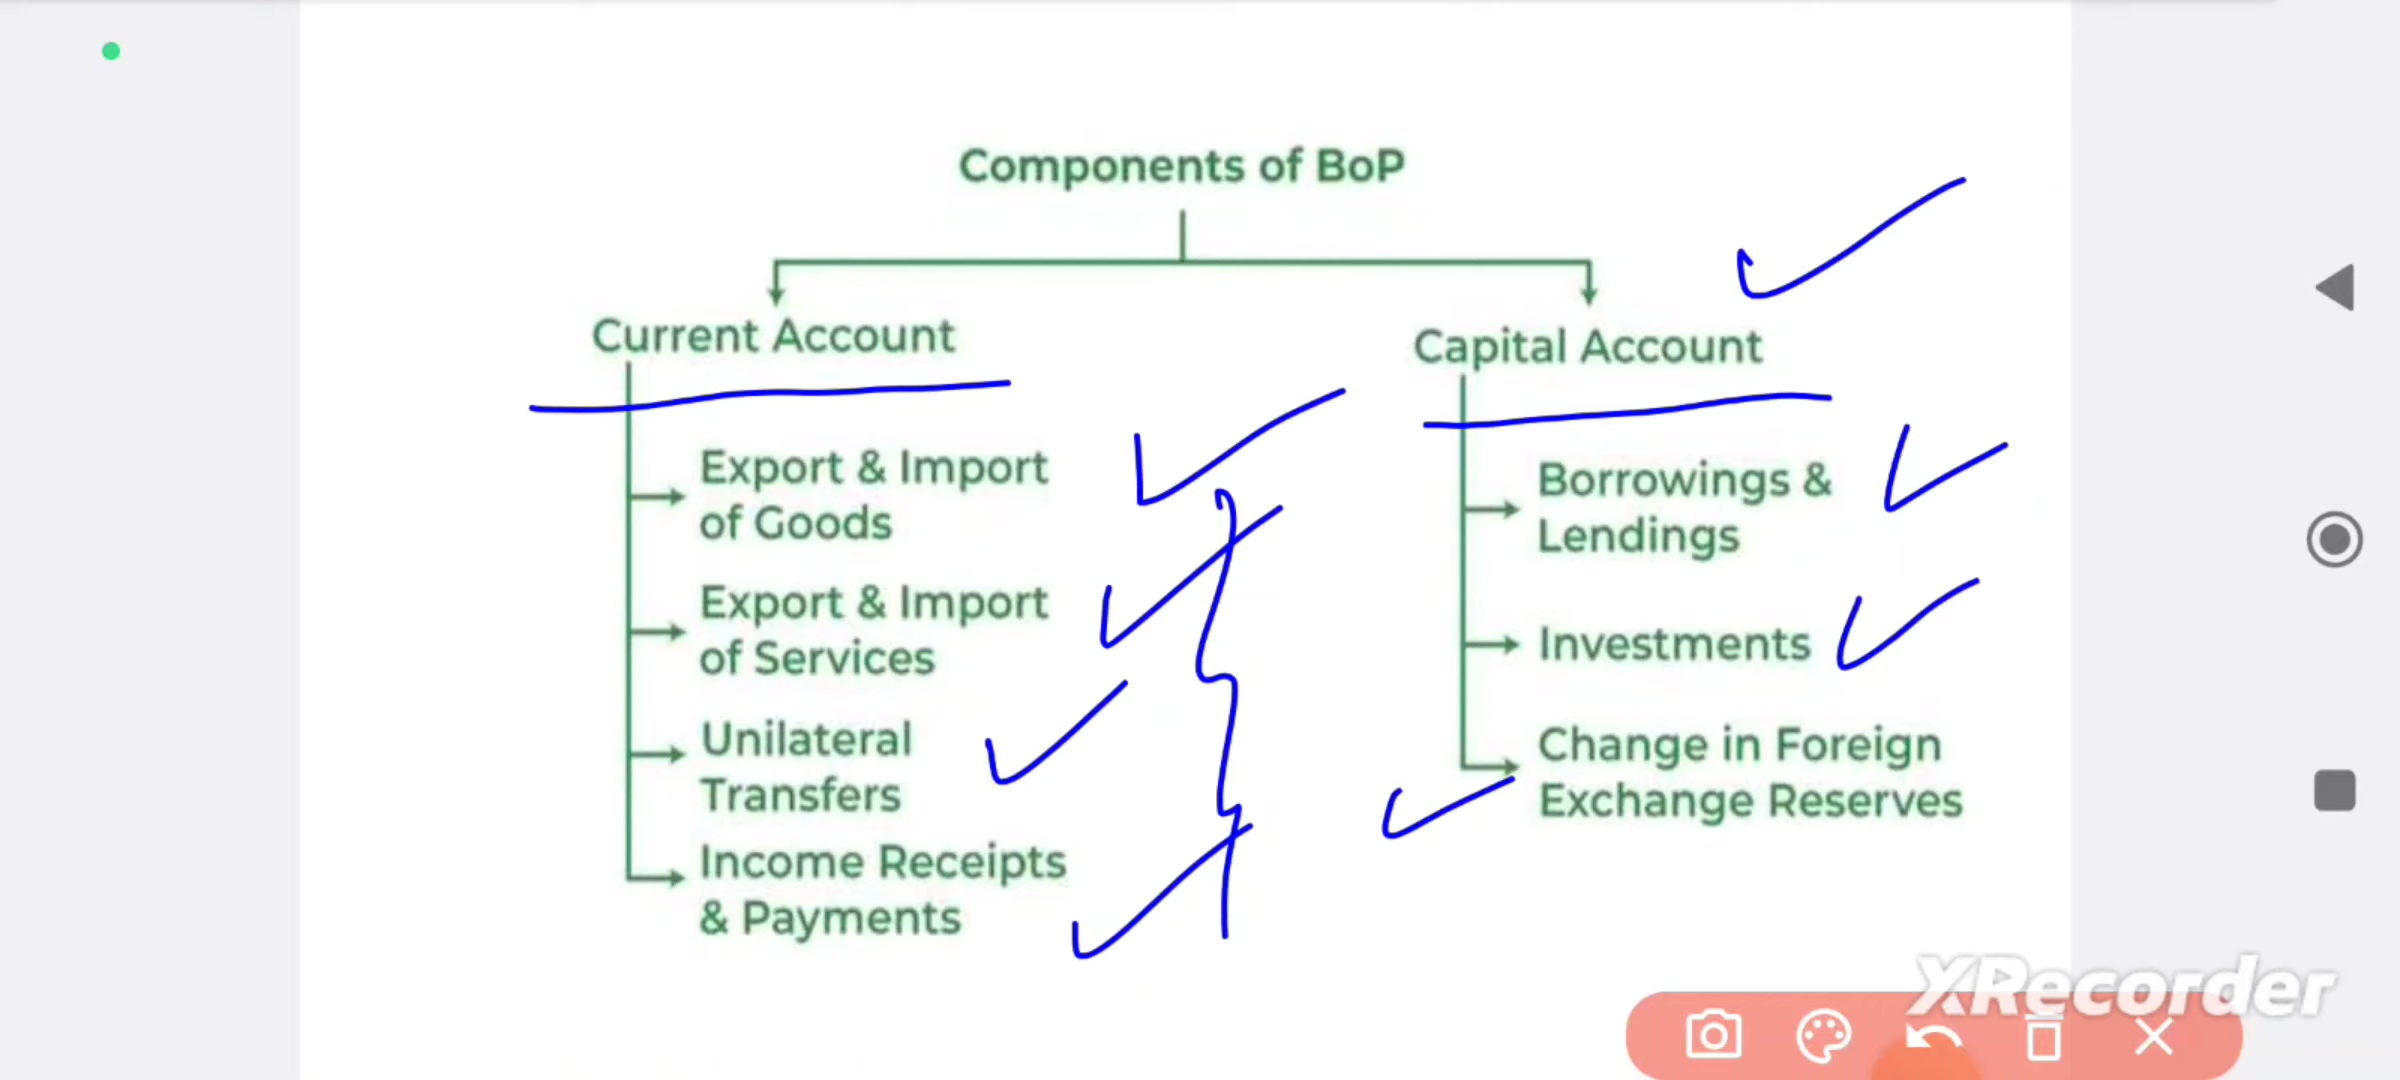 Components of BoP
Current Account
Export & Import
of Goods
Export & Import
of Services
Unilateral
Transfers
Income Receipts
& Payments
Capital Account
Borrowings &
Lendings
Investments
Change in Foreign
Exchange Reserves
XRecorder